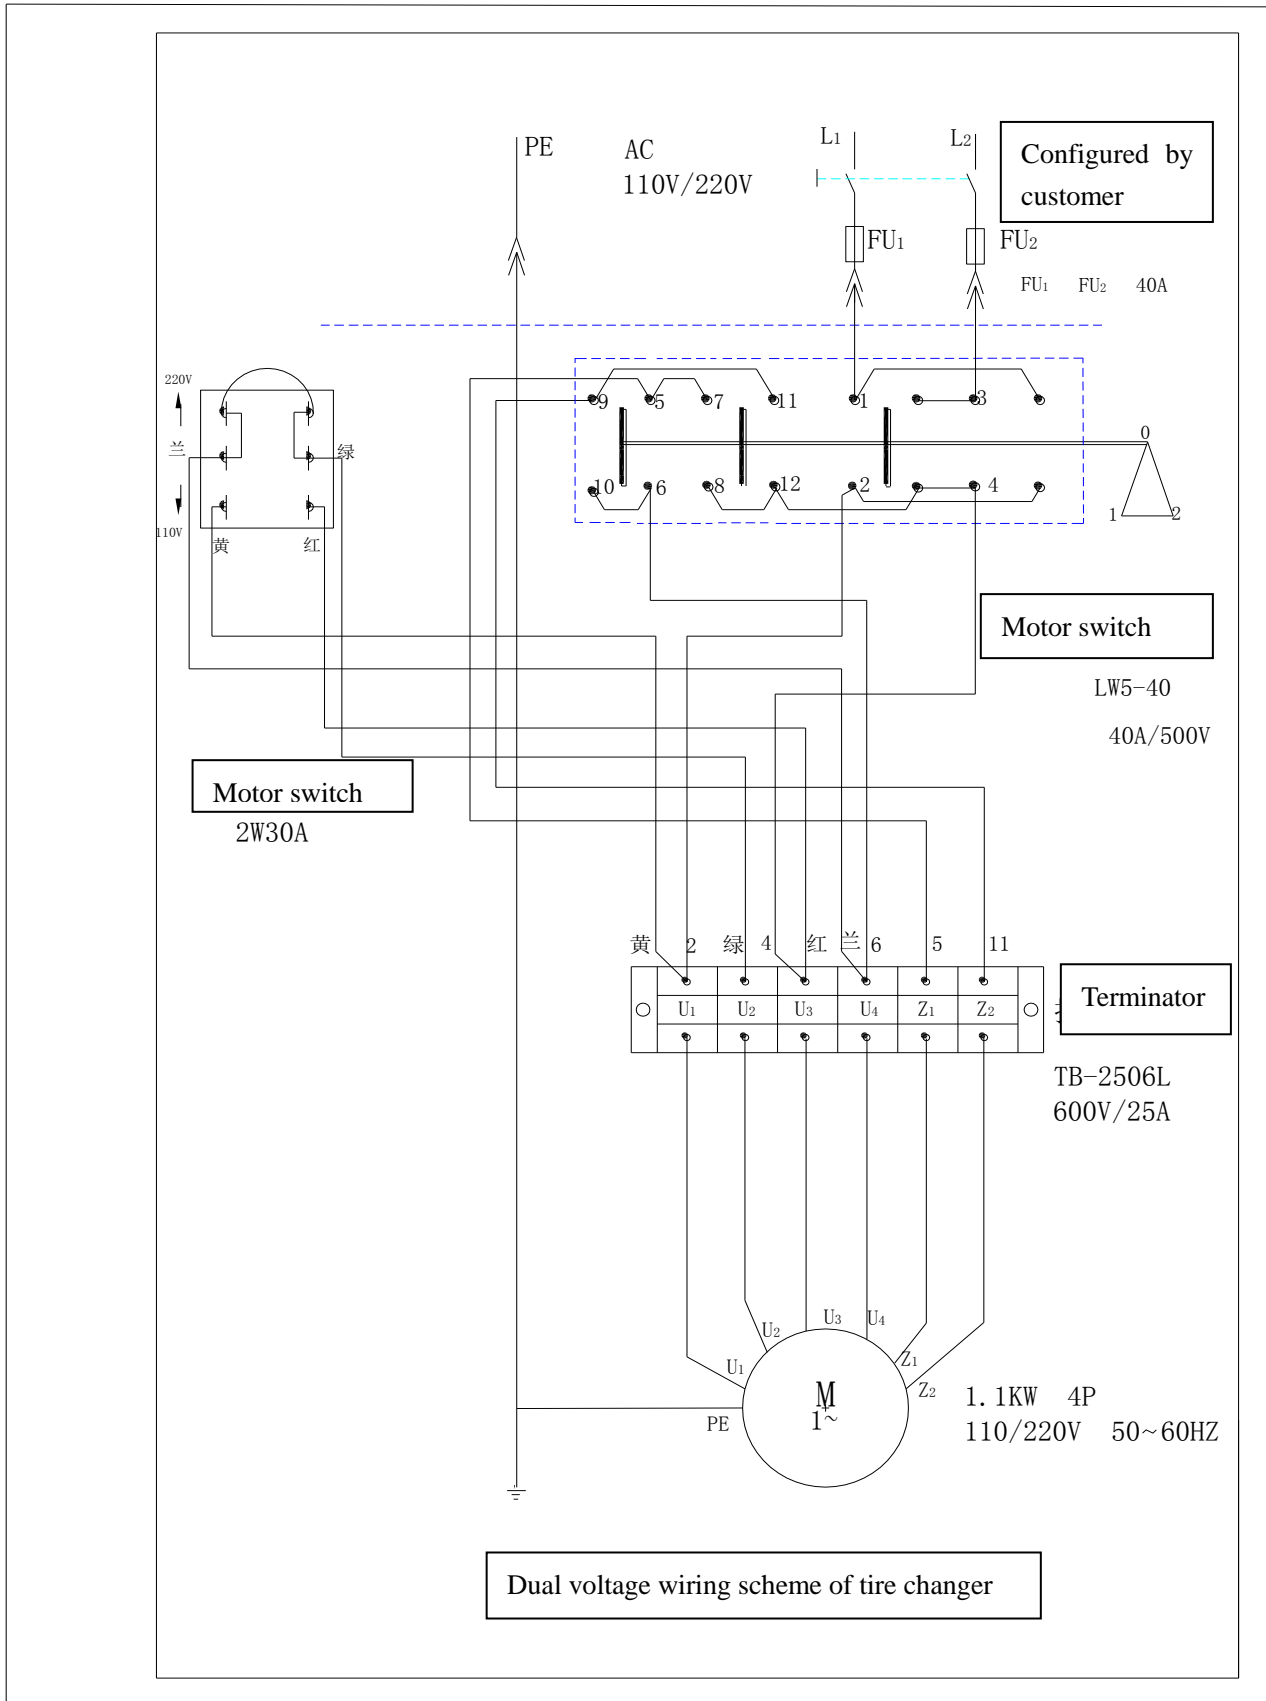 PE
AC
110V/220V
L1
L2
Configured by
customer
FU1
FU2
FU1 FU2 40A
220V
兰
绿
110V
黄
红
9 5 7 11 1 3
10 6 8 12 2 4
0
1 2
Motor switch
LW5-40
40A/500V
Motor switch
2W30A
黄 2 绿 4 红 兰 6 5 11
U1 U2 U3 U4 Z1 Z2
Terminator
TB-2506L
600V/25A
U1
U2
U3
U4
Z1
Z2
PE
M
1~
1.1KW 4P
110/220V 50~60HZ
Dual voltage wiring scheme of tire changer